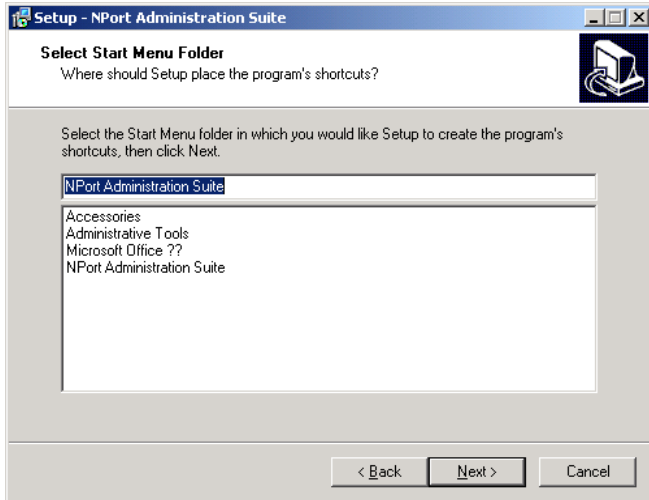 Setup - NPort Administration Suite
Select Start Menu Folder
Where should Setup place the program's shortcuts?
Select the Start Menu folder in which you would like Setup to create the program's
shortcuts, then click Next.
NPort Administration Suite
Accessories
Administrative Tools
Microsoft Office ??
NPort Administration Suite
< Back
Next >
Cancel